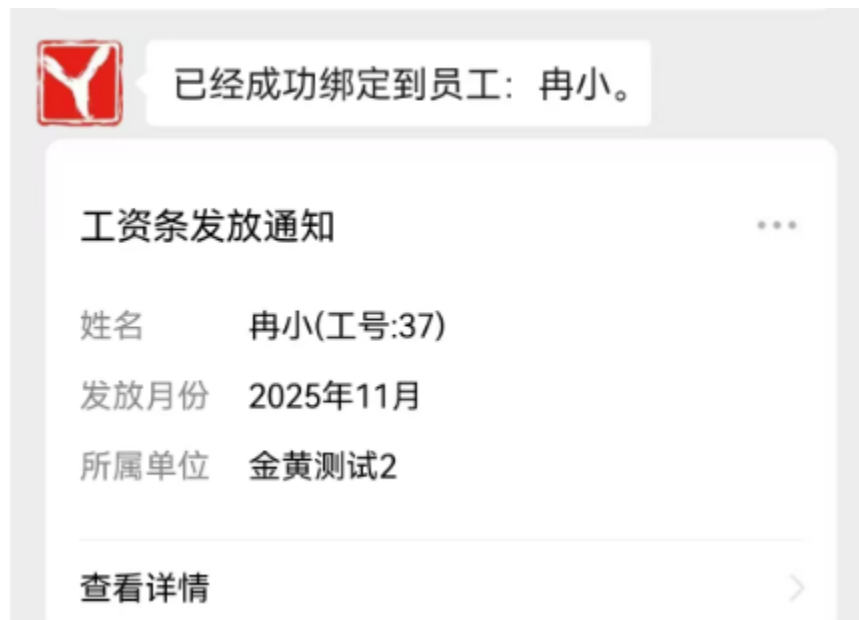 已经成功绑定到员工：冉小。
工资条发放通知
姓名 冉小(工号:37)
发放月份 2025年11月
所属单位 金黄测试2
查看详情